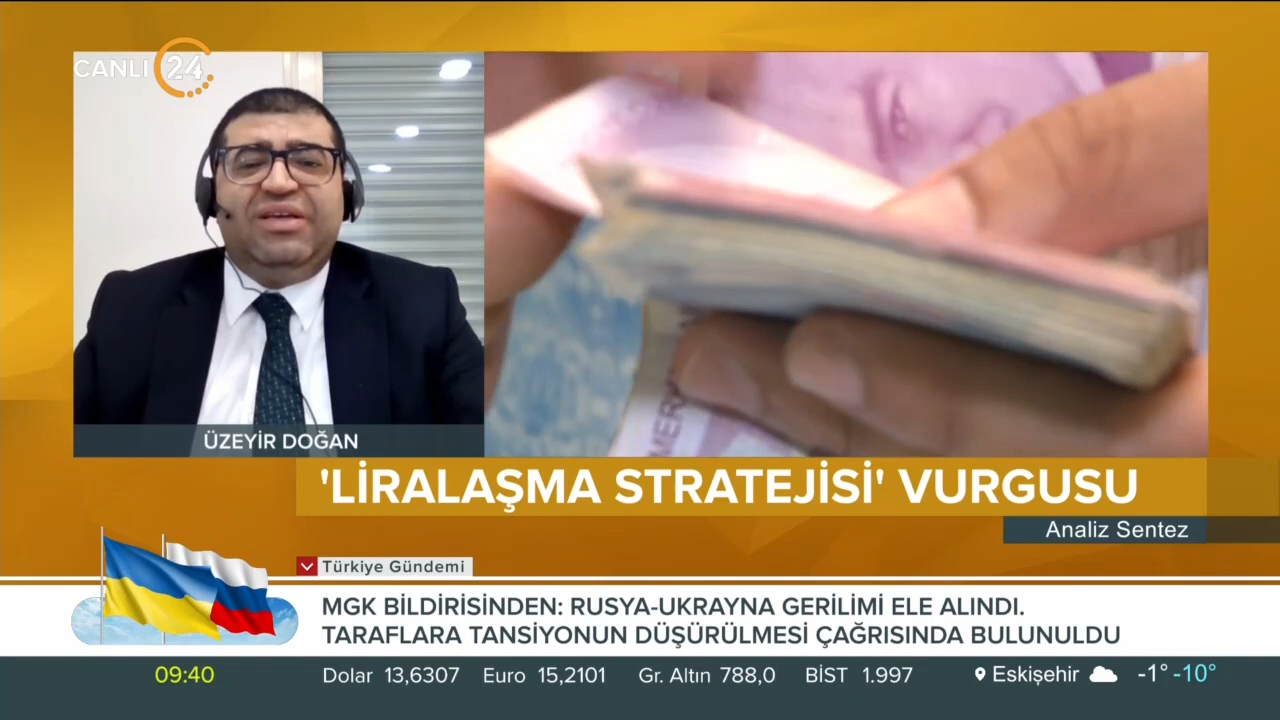 CANLI 24
ÜZEYİR DOĞAN
'LİRALAŞMA STRATEJİSİ' VURGUSU
Analiz Sentez
Türkiye Gündemi
MGK BİLDİRİSİNDEN: RUSYA-UKRAYNA GERİLİMİ ELE ALINDI.
TARAFLARA TANSİYONUN DÜŞÜRÜLMESİ ÇAĞRISINDA BULUNULDU
09:40 Dolar 13,6307 Euro 15,2101 Gr. Altın 788,0 BİST 1.997 Eskişehir -1° -10°